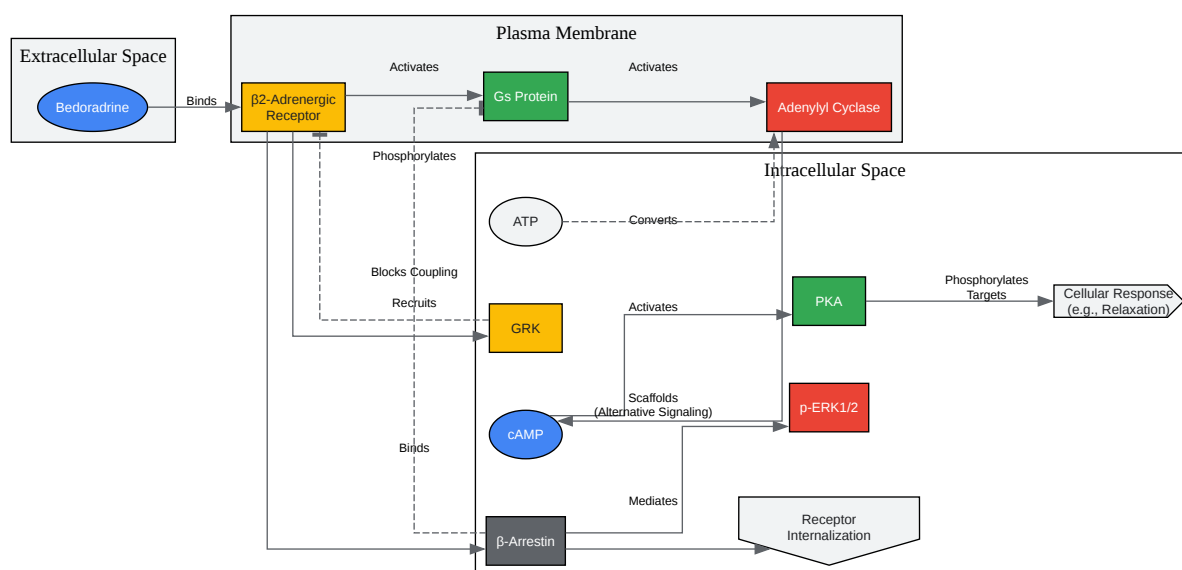 Plasma Membrane
Extracellular Space
Activates
Activates
Bedoradrine
Binds
β2-Adrenergic
Receptor
Gs Protein
Adenylyl Cyclase
Phosphorylates
Intracellular Space
ATP
Converts
Blocks Coupling
Recruits
GRK
Activates
PKA
Phosphorylates
Targets
Cellular Response
(e.g., Relaxation)
Scaffolds
(Alternative Signaling)
p-ERK1/2
cAMP
Binds
Mediates
β-Arrestin
Receptor
Internalization